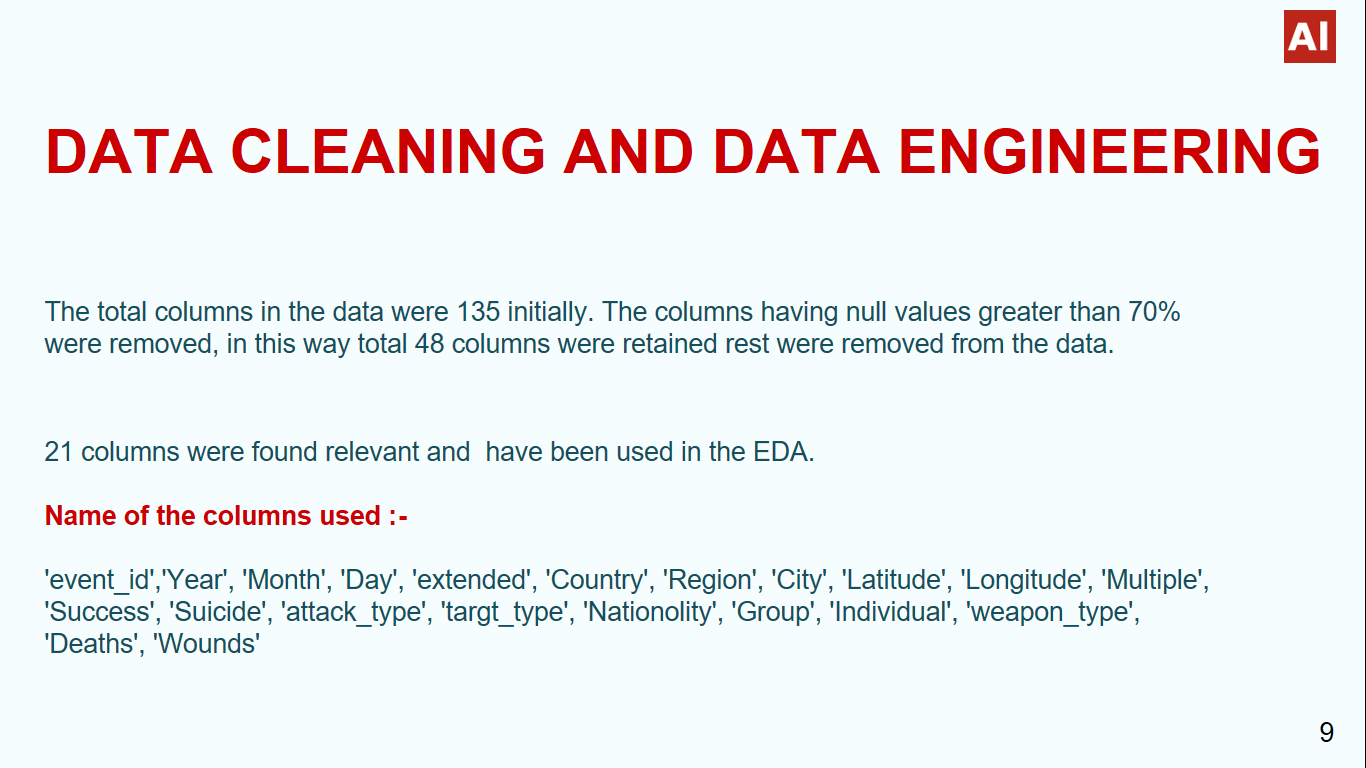 AI
DATA CLEANING AND DATA ENGINEERING
The total columns in the data were 135 initially. The columns having null values greater than 70%
were removed, in this way total 48 columns were retained rest were removed from the data.
21 columns were found relevant and  have been used in the EDA.
Name of the columns used :-
'event_id','Year', 'Month', 'Day', 'extended', 'Country', 'Region', 'City', 'Latitude', 'Longitude', 'Multiple',
'Success', 'Suicide', 'attack_type', 'targt_type', 'Nationolity', 'Group', 'Individual', 'weapon_type',
'Deaths', 'Wounds'
9